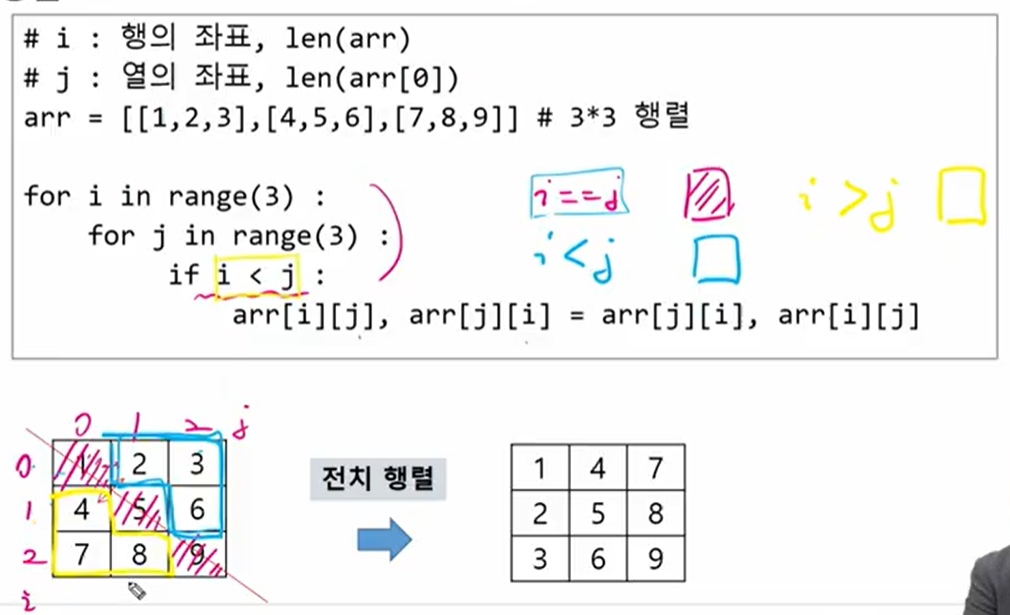 # i : 행의 좌표, len(arr)
# j : 열의 좌표, len(arr[0])
arr = [[1,2,3],[4,5,6],[7,8,9]] # 3*3 행렬
for i in range(3) :
for j in range(3) :
if i < j :
arr[i][j], arr[j][i] = arr[j][i], arr[i][j]
i==j
i<j
i>j
0 1 2 j
0 1 2 3
1 4 5 6
2 7 8 9
i
전치 행렬
1 4 7
2 5 8
3 6 9